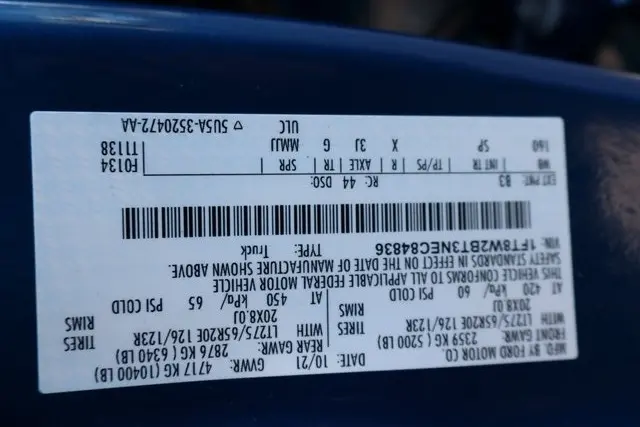 MFD. BY FORD MOTOR CO.
DATE: 10/21 GVWR: 4717 KG (10400 LB)
FRONT GAWR: 2359 KG (5200 LB) REAR GAWR: 2876 KG (6340 LB)
WITH LT275/65R20E 126/123R TIRES WITH LT275/65R20E 126/123R TIRES
20X8.0J RIMS 20X8.0J RIMS
AT 420 kPa/ 60 PSI COLD AT 450 kPa/ 65 PSI COLD
THIS VEHICLE CONFORMS TO ALL APPLICABLE FEDERAL MOTOR VEHICLE
SAFETY STANDARDS IN EFFECT ON THE DATE OF MANUFACTURE SHOWN ABOVE.
VIN: 1FT8W2BT3NEC84836 TYPE: Truck
EXT PNT: B3 RC: 44 DSO: F0134
WB | INT TR | TP/PS | R | AXLE | TR | SPR T1138
160 SP X 3J G MMJJ
ULC 5U5A-3520472-AA